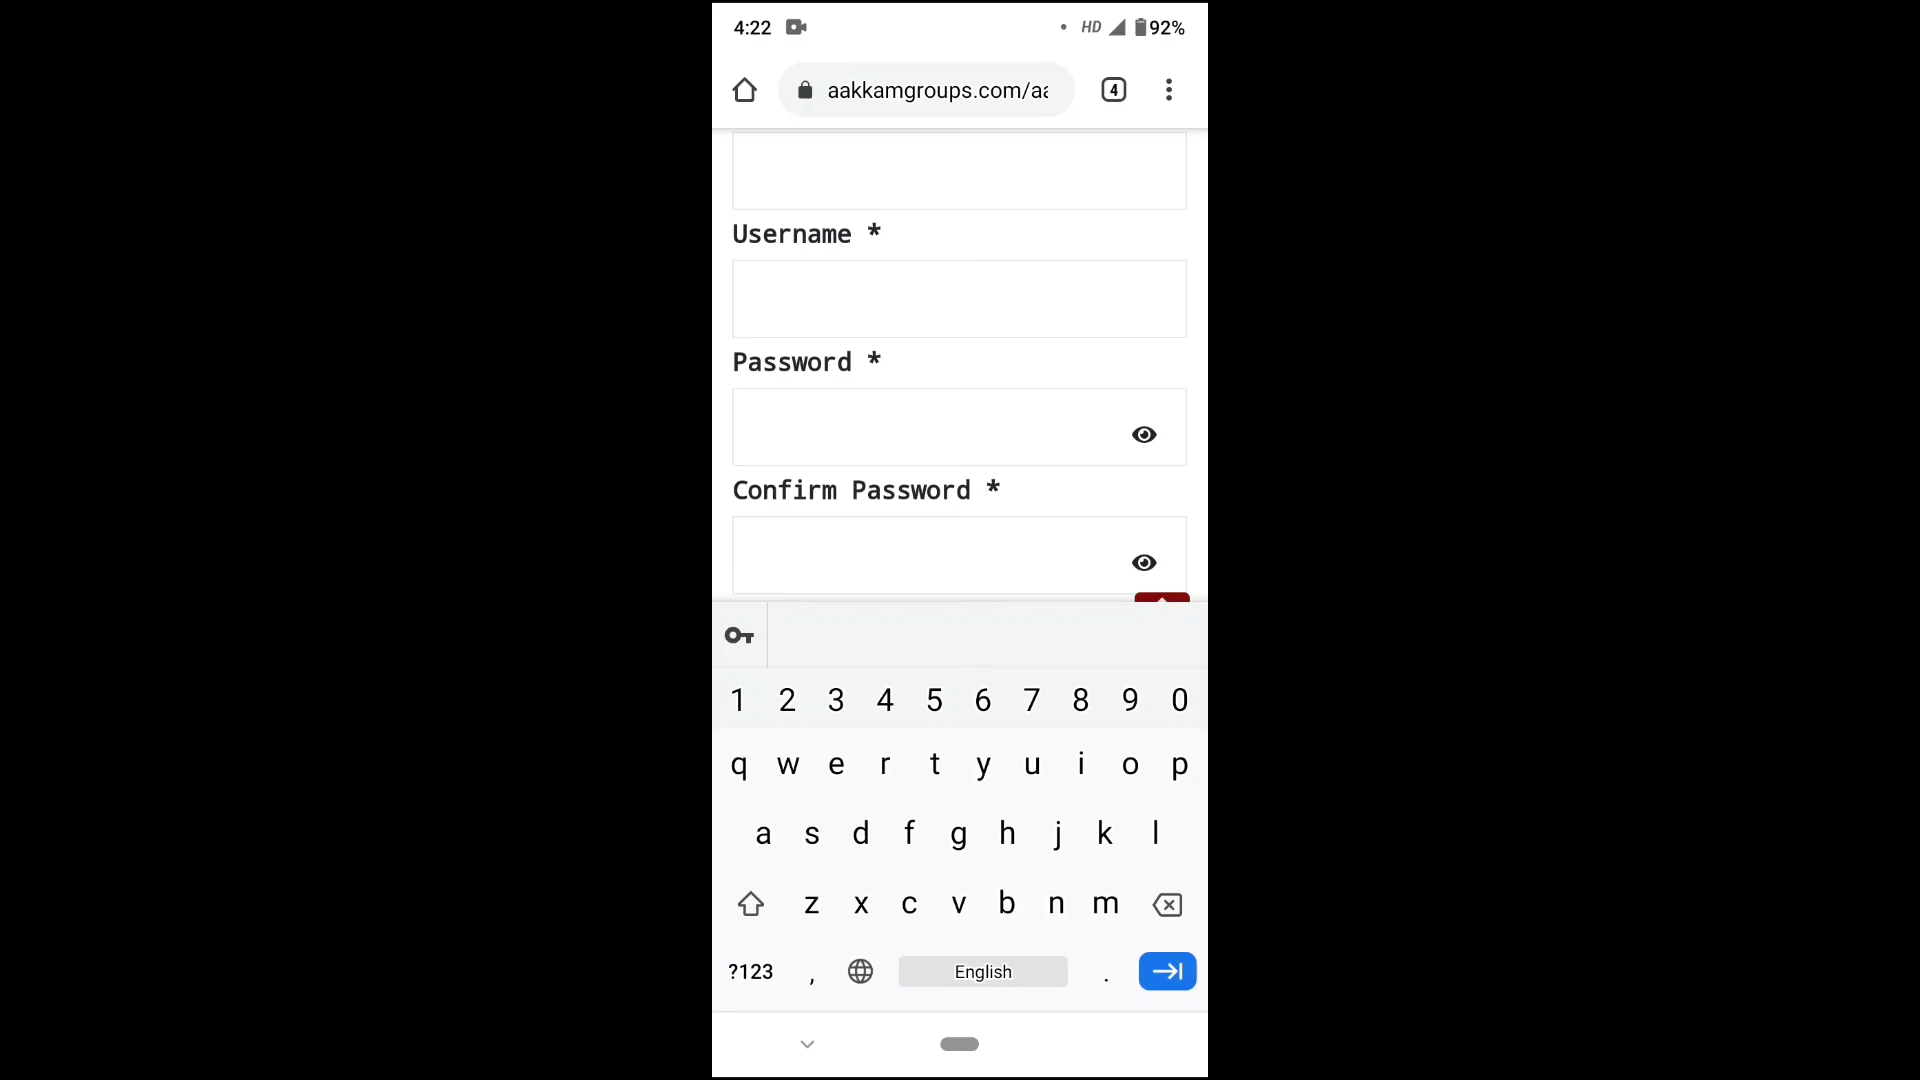 4:22 HD 92%
aakkamgroups.com/aa 4
Username *
Password *
Confirm Password *
1 2 3 4 5 6 7 8 9 0
q w e r t y u i o p
a s d f g h j k l
z x c v b n m
?123 , English .